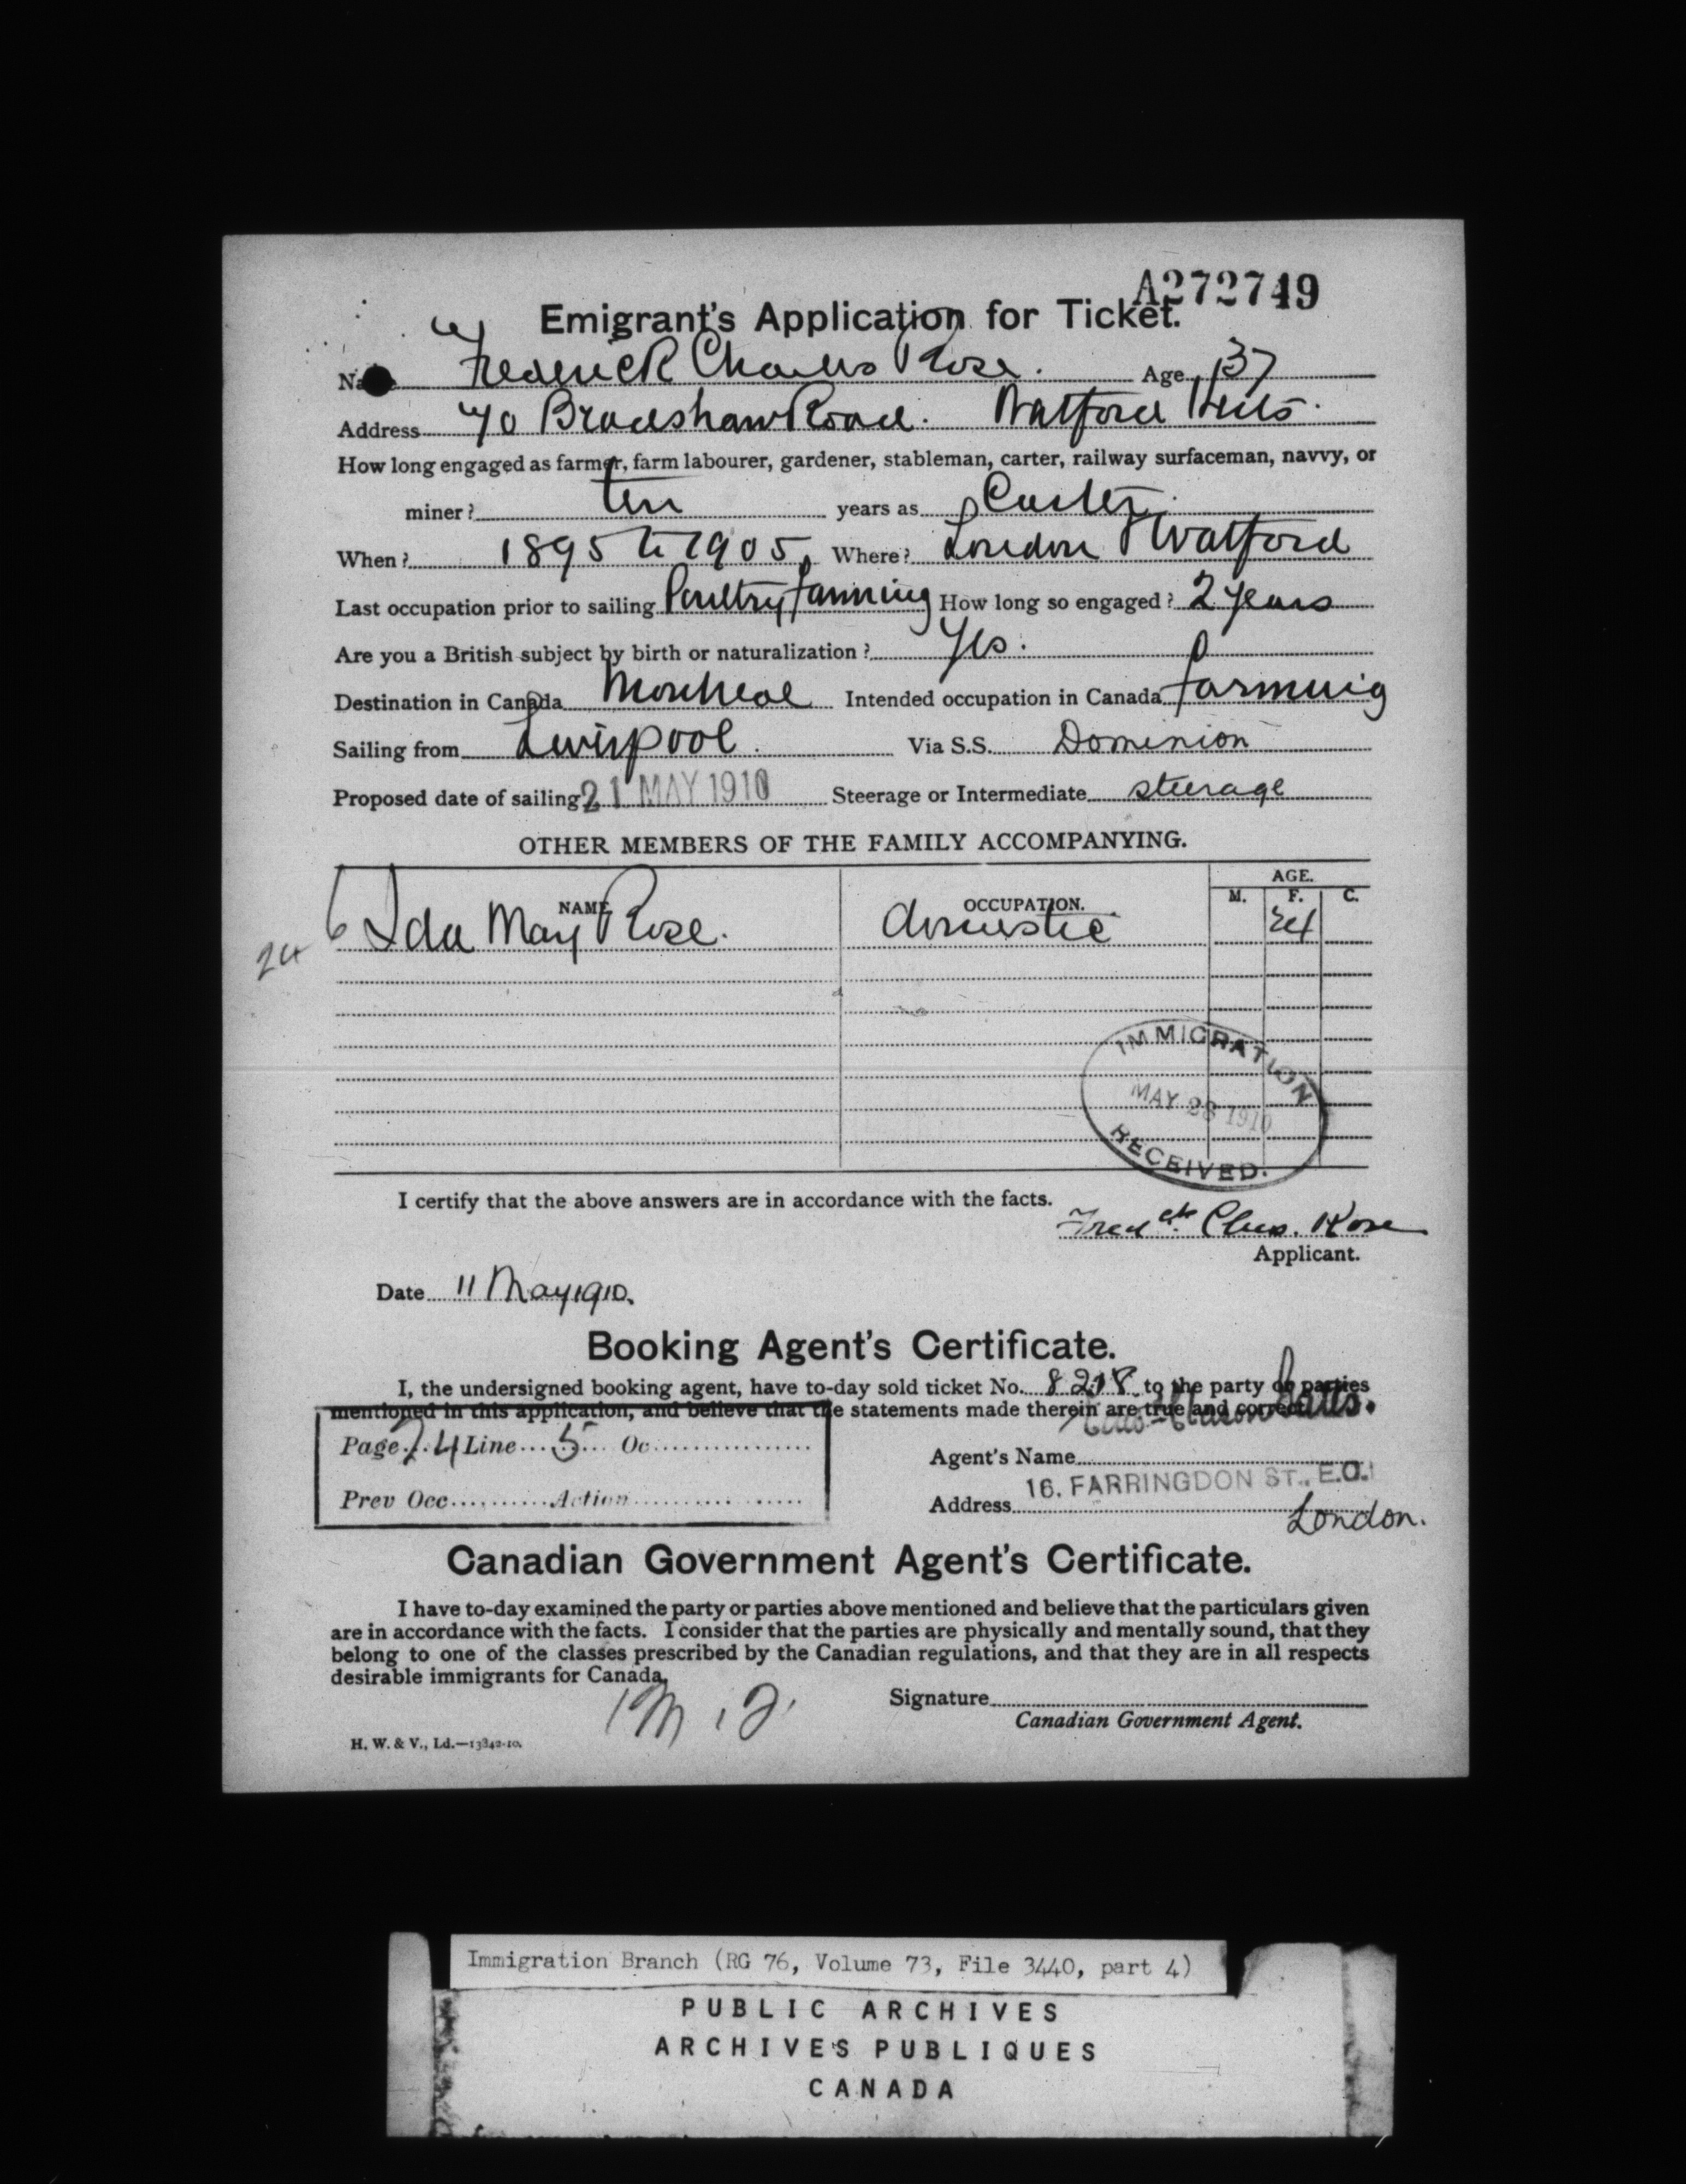 A272749
Emigrant's Application for Ticket.
Name Frederick Charles Rose. Age 37
Address 70 Bradshaw Road. Watford Herts.
How long engaged as farmer, farm labourer, gardener, stableman, carter, railway surfaceman, navvy, or
miner? ten years as Carter.
When? 1895 to 1905, Where? London & Watford
Last occupation prior to sailing Poultry farming How long so engaged? 2 years
Are you a British subject by birth or naturalization? Yes.
Destination in Canada Montreal Intended occupation in Canada farming
Sailing from Liverpool. Via S.S. Dominion
Proposed date of sailing 21 MAY 1910 Steerage or Intermediate steerage
OTHER MEMBERS OF THE FAMILY ACCOMPANYING.
NAME OCCUPATION. AGE.
M. F. C.
24 6 Ida May Rose. domestic 24
IMMIGRATION
MAY 28 1910
RECEIVED.
I certify that the above answers are in accordance with the facts.
Fredck Chas. Rose
Applicant.
Date 11 May 1910.
Booking Agent's Certificate.
I, the undersigned booking agent, have to-day sold ticket No. 8218 to the party or parties
mentioned in this application, and believe that the statements made therein are true and correct.
Page 24 Line 5 Oc
Agent's Name
Prev Occ Action
Address 16. FARRINGDON ST., E.C.
London.
Canadian Government Agent's Certificate.
I have to-day examined the party or parties above mentioned and believe that the particulars given
are in accordance with the facts. I consider that the parties are physically and mentally sound, that they
belong to one of the classes prescribed by the Canadian regulations, and that they are in all respects
desirable immigrants for Canada.
Signature
Canadian Government Agent.
H. W. & V., Ld.—13842-10.
Immigration Branch (RG 76, Volume 73, File 3440, part 4)
PUBLIC ARCHIVES
ARCHIVES PUBLIQUES
CANADA